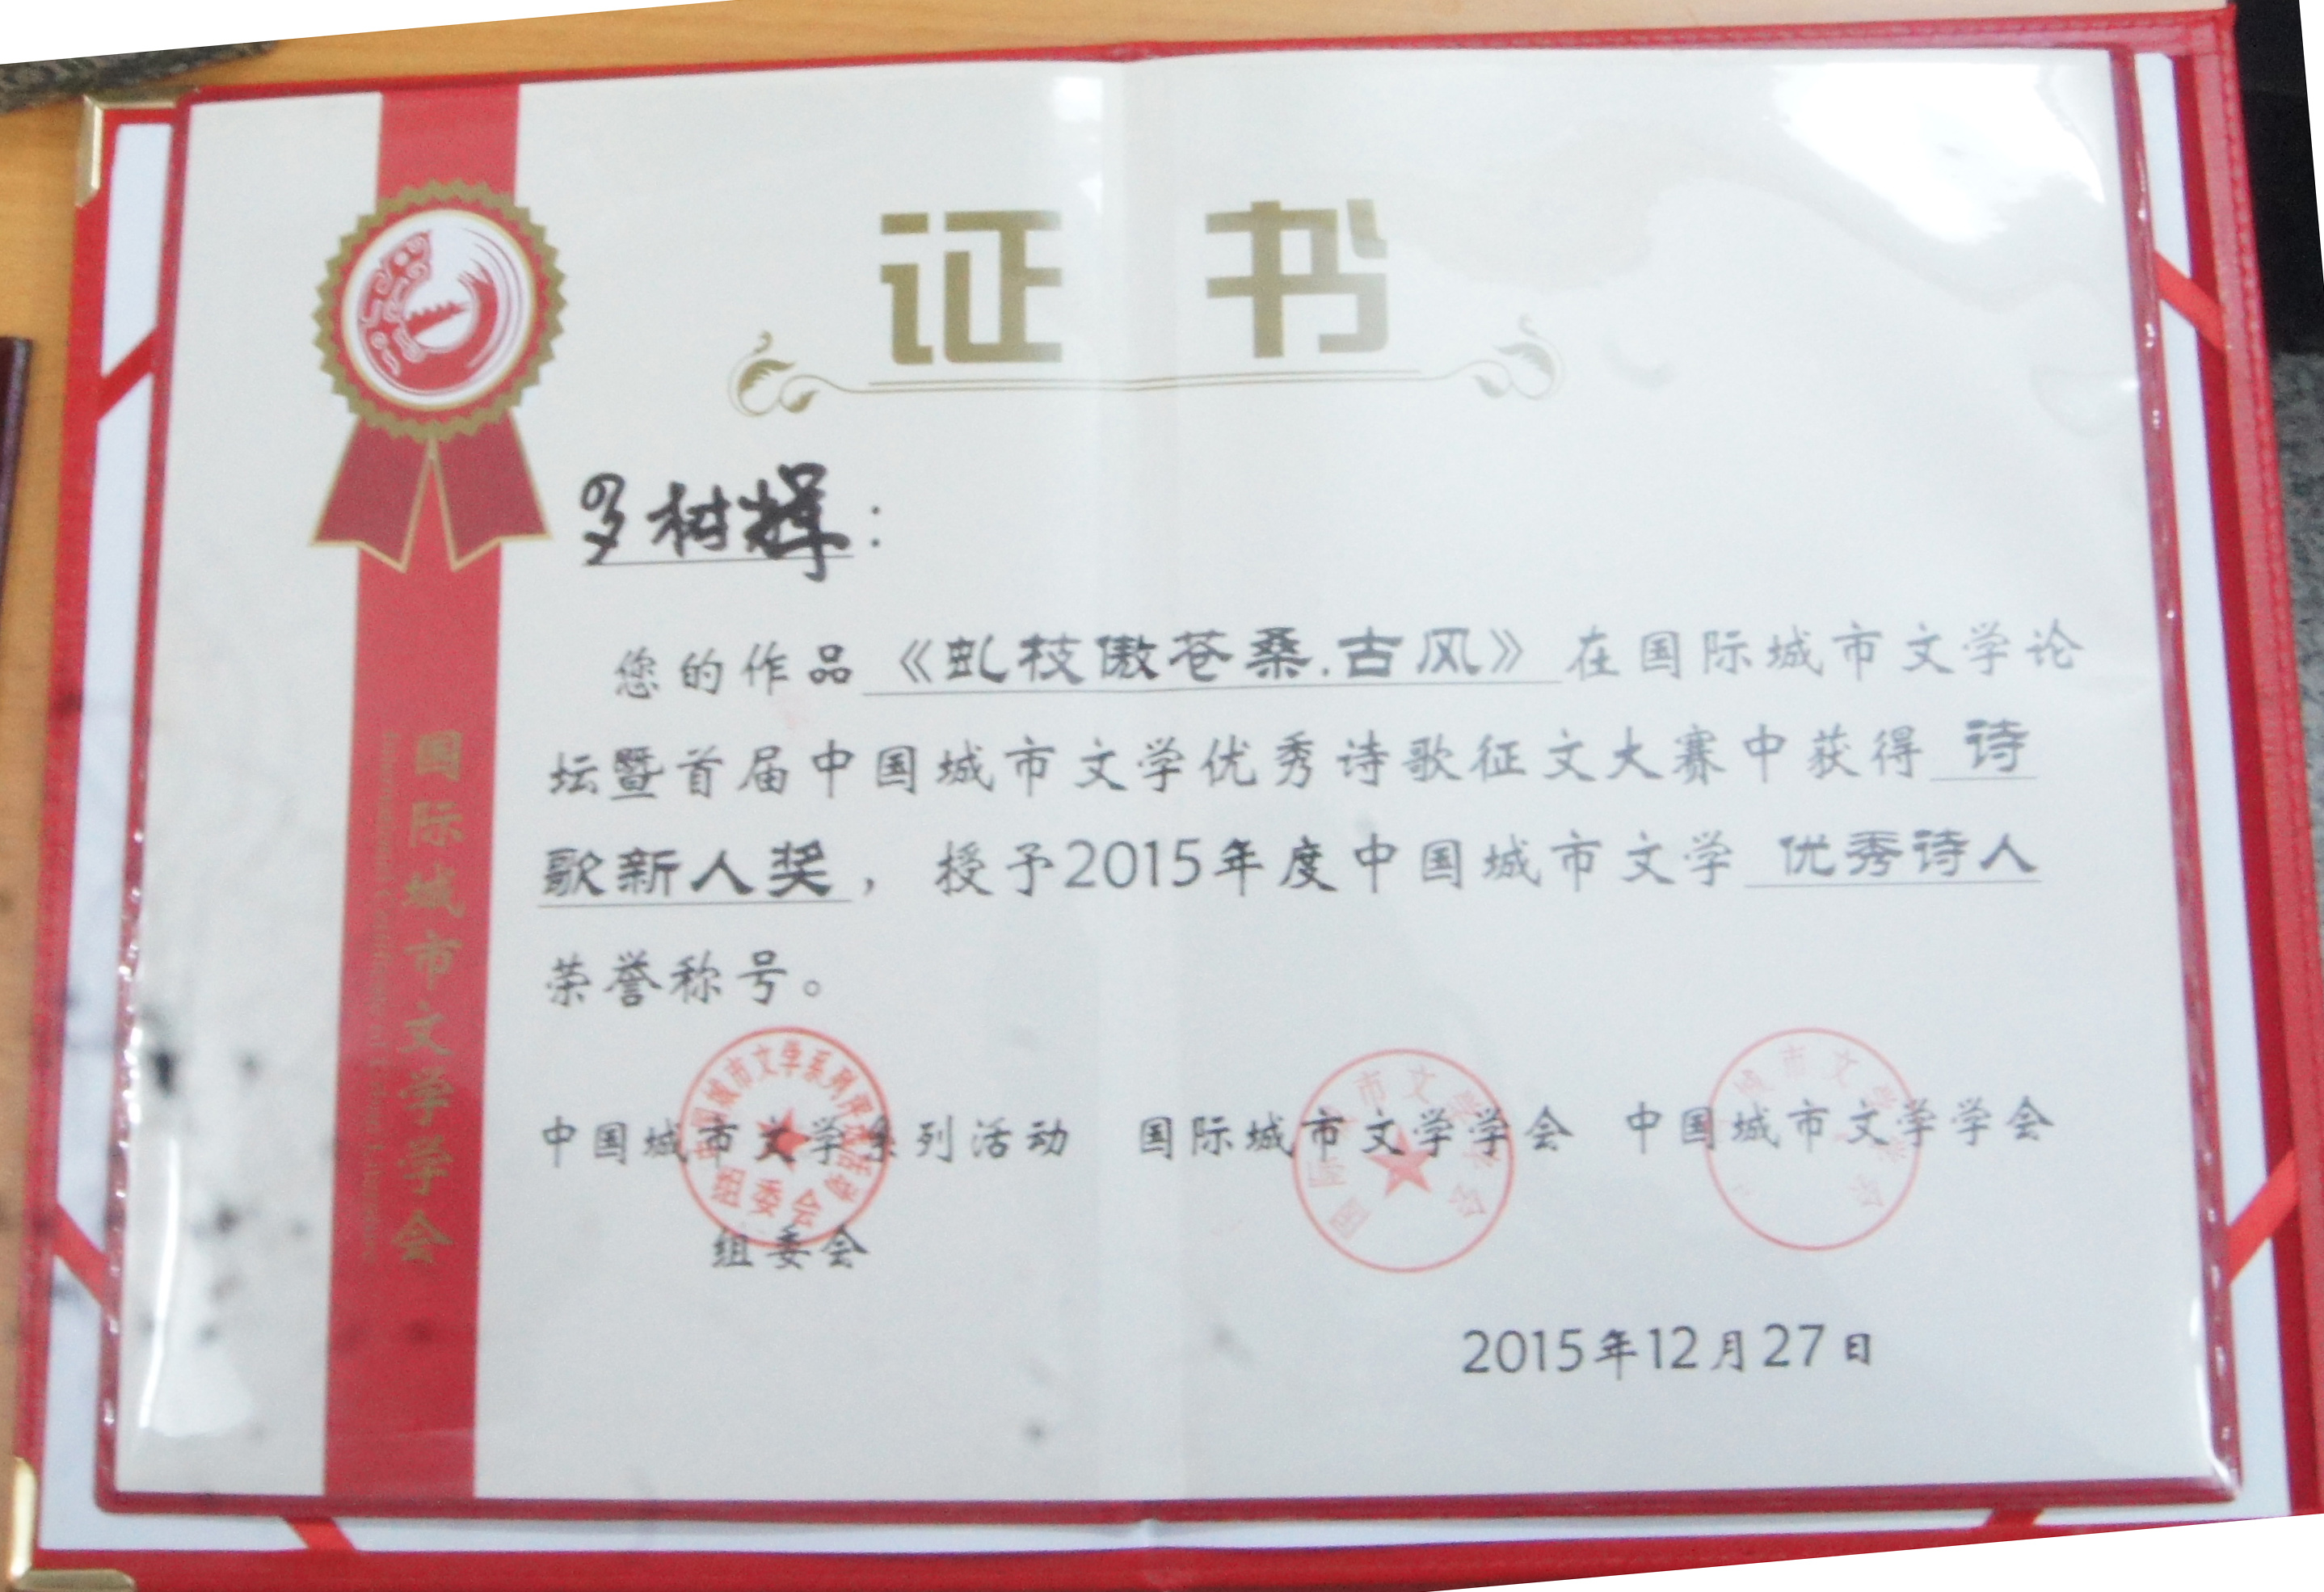 证书
多树辉:
您的作品《虬枝傲苍桑.古风》在国际城市文学论
坛暨首届中国城市文学优秀诗歌征文大赛中获得 诗
歌新人奖, 授予2015年度中国城市文学 优秀诗人
荣誉称号。
中国城市文学系列活动 国际城市文学学会 中国城市文学学会
组委会
2015年12月27日
国际城市文学学会
组委会